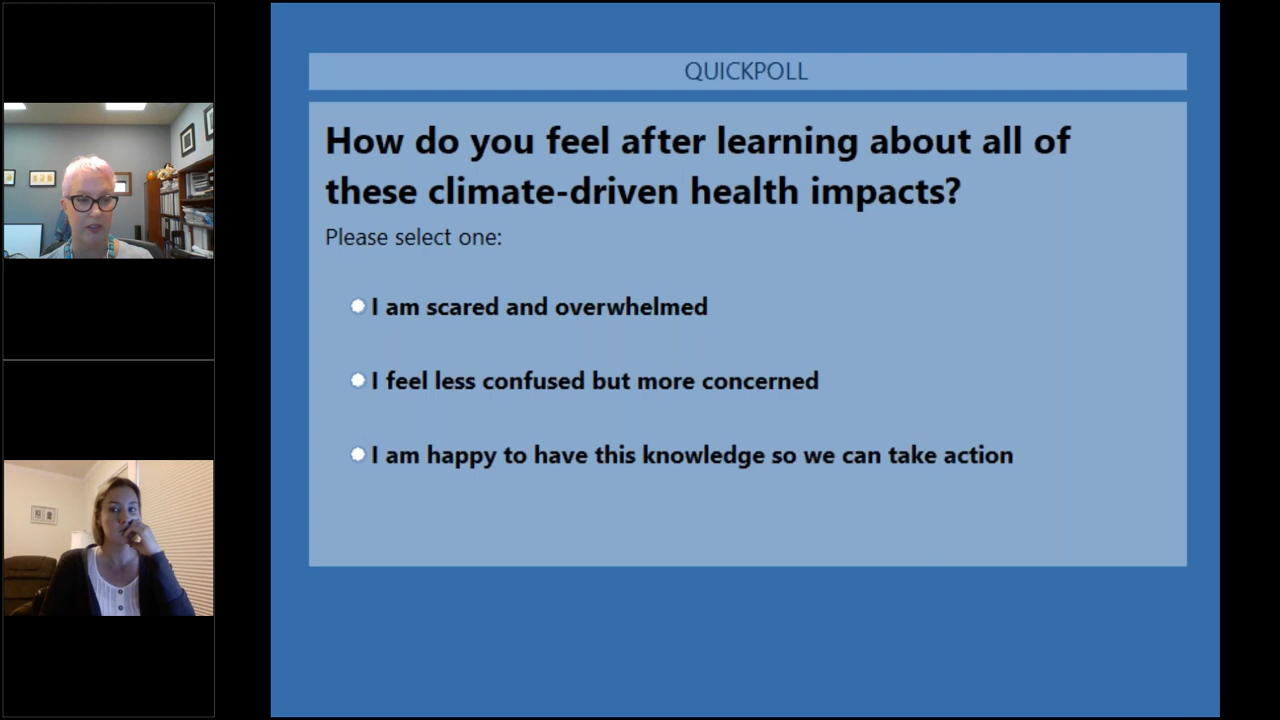 QUICKPOLL
How do you feel after learning about all of
these climate-driven health impacts?
Please select one:
I am scared and overwhelmed
I feel less confused but more concerned
I am happy to have this knowledge so we can take action